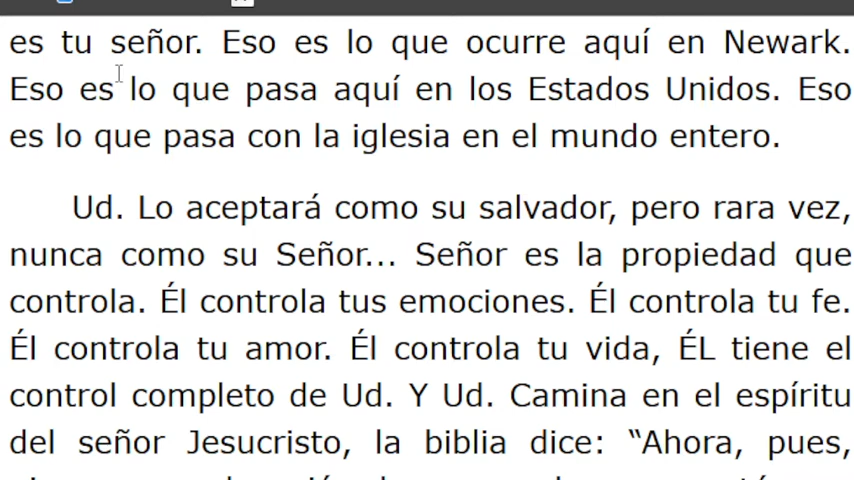 es tu señor. Eso es lo que ocurre aquí en Newark.
Eso es lo que pasa aquí en los Estados Unidos. Eso
es lo que pasa con la iglesia en el mundo entero.
Ud. Lo aceptará como su salvador, pero rara vez,
nunca como su Señor... Señor es la propiedad que
controla. Él controla tus emociones. Él controla tu fe.
Él controla tu amor. Él controla tu vida, ÉL tiene el
control completo de Ud. Y Ud. Camina en el espíritu
del señor Jesucristo, la biblia dice: “Ahora, pues,